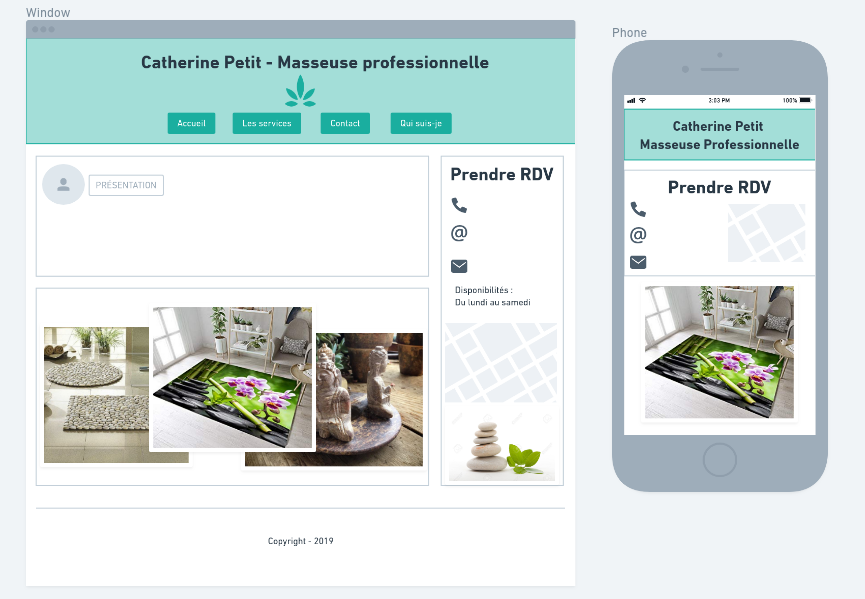 Window
Catherine Petit - Masseuse professionnelle
Accueil
Les services
Contact
Qui suis-je
PRÉSENTATION
Prendre RDV
@
Disponibilités :
Du lundi au samedi
Copyright - 2019
Phone
3:03 PM
100%
Catherine Petit
Masseuse Professionnelle
Prendre RDV
@